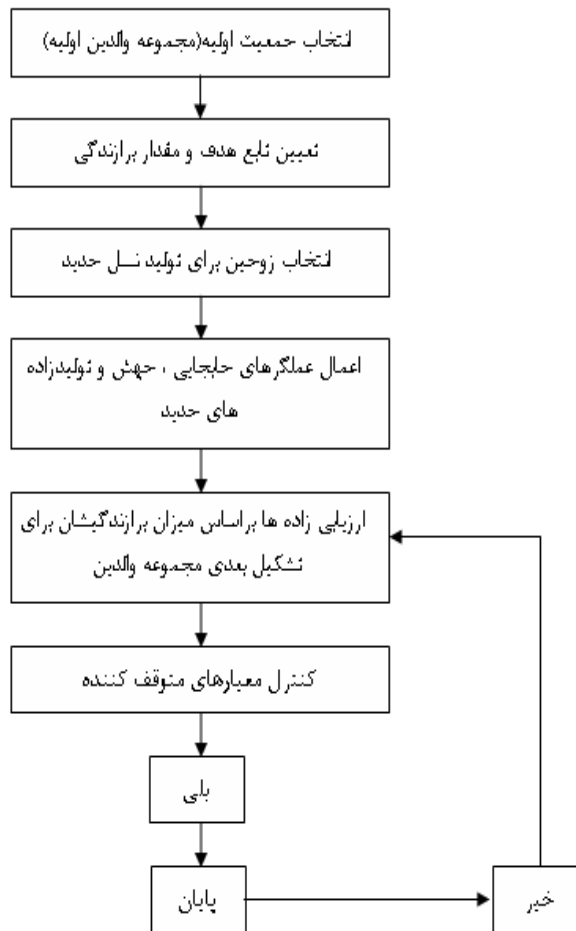 انتخاب جمعیت اولیه(مجموعه والدین اولیه)
تعیین تابع هدف و مقدار برازندگی
انتخاب زوجین برای تولید نسل جدید
اعمال عملگرهای جابجایی ، جهش و تولیدزاده
های جدید
ارزیابی زاده ها براساس میزان برازندگیشان برای
تشکیل بعدی مجموعه والدین
کنترل معیارهای متوقف کننده
بلی
پایان
خیر